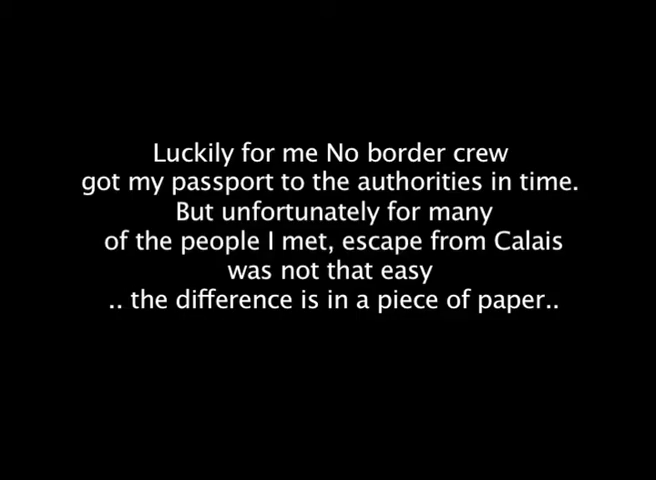 Luckily for me No border crew
got my passport to the authorities in time.
But unfortunately for many
of the people I met, escape from Calais
was not that easy
.. the difference is in a piece of paper..